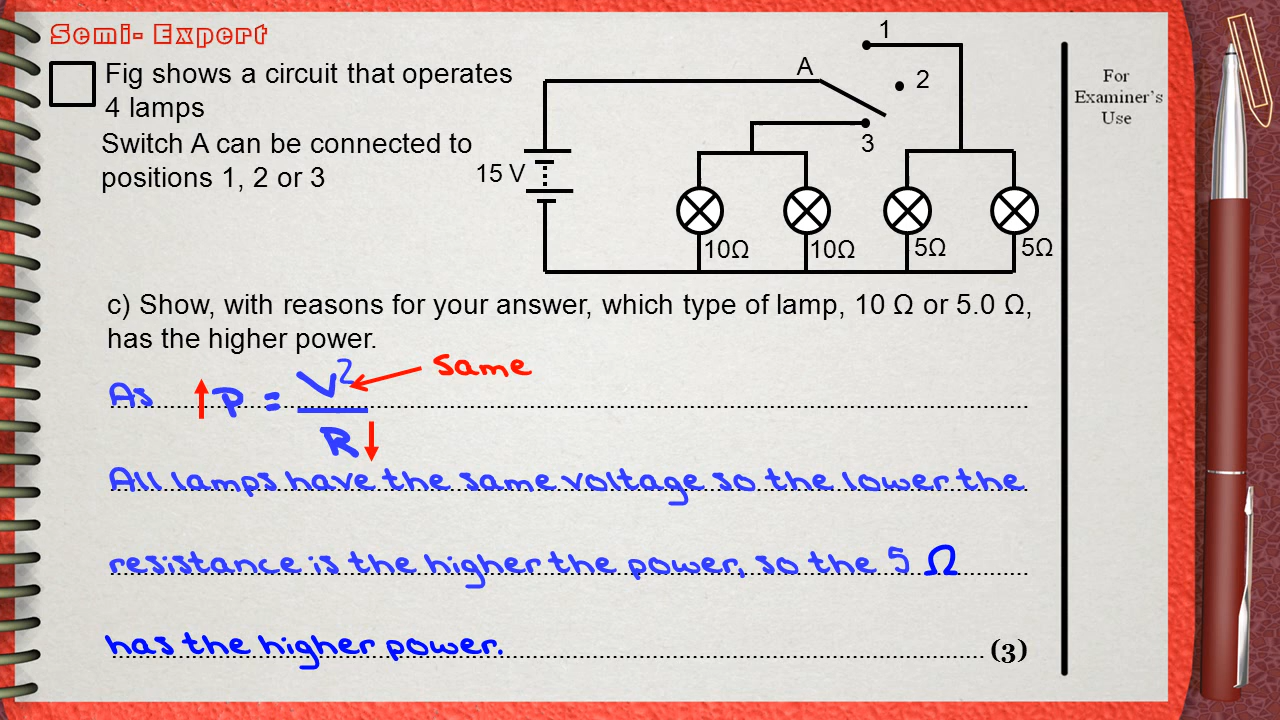 Semi- Expert
Fig shows a circuit that operates
4 lamps
Switch A can be connected to
positions 1, 2 or 3
1
A
2
3
15 V
10Ω
10Ω
5Ω
5Ω
For
Examiner's
Use
c) Show, with reasons for your answer, which type of lamp, 10 Ω or 5.0 Ω,
has the higher power.
same
As P = V²
R
All lamps have the same voltage so the lower the
resistance is the higher the power, so the 5 Ω
has the higher power.
(3)